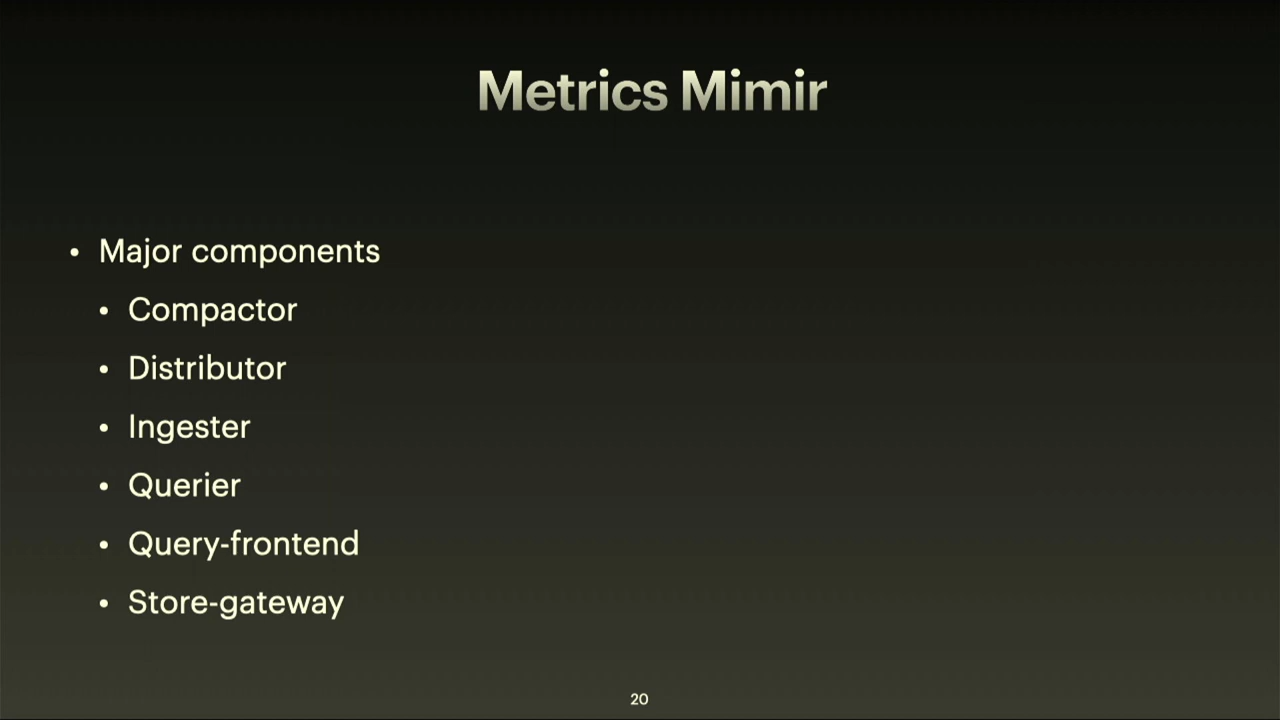 Metrics Mimir
• Major components
• Compactor
• Distributor
• Ingester
• Querier
• Query-frontend
• Store-gateway
20